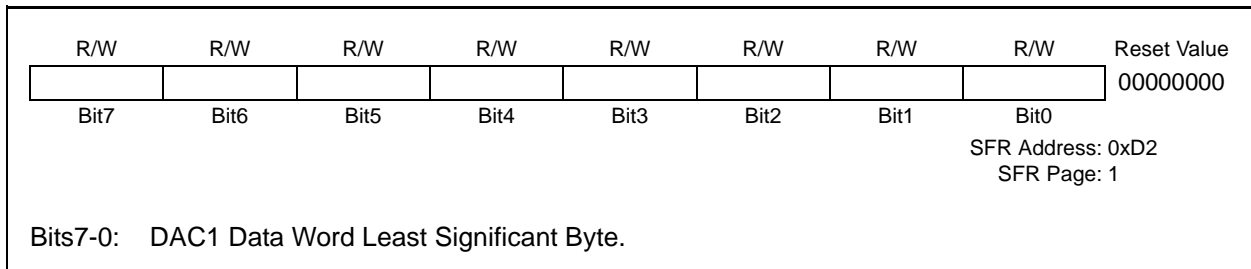 R/W R/W R/W R/W R/W R/W R/W R/W Reset Value
00000000
Bit7 Bit6 Bit5 Bit4 Bit3 Bit2 Bit1 Bit0
SFR Address: 0xD2
SFR Page: 1
Bits7-0: DAC1 Data Word Least Significant Byte.